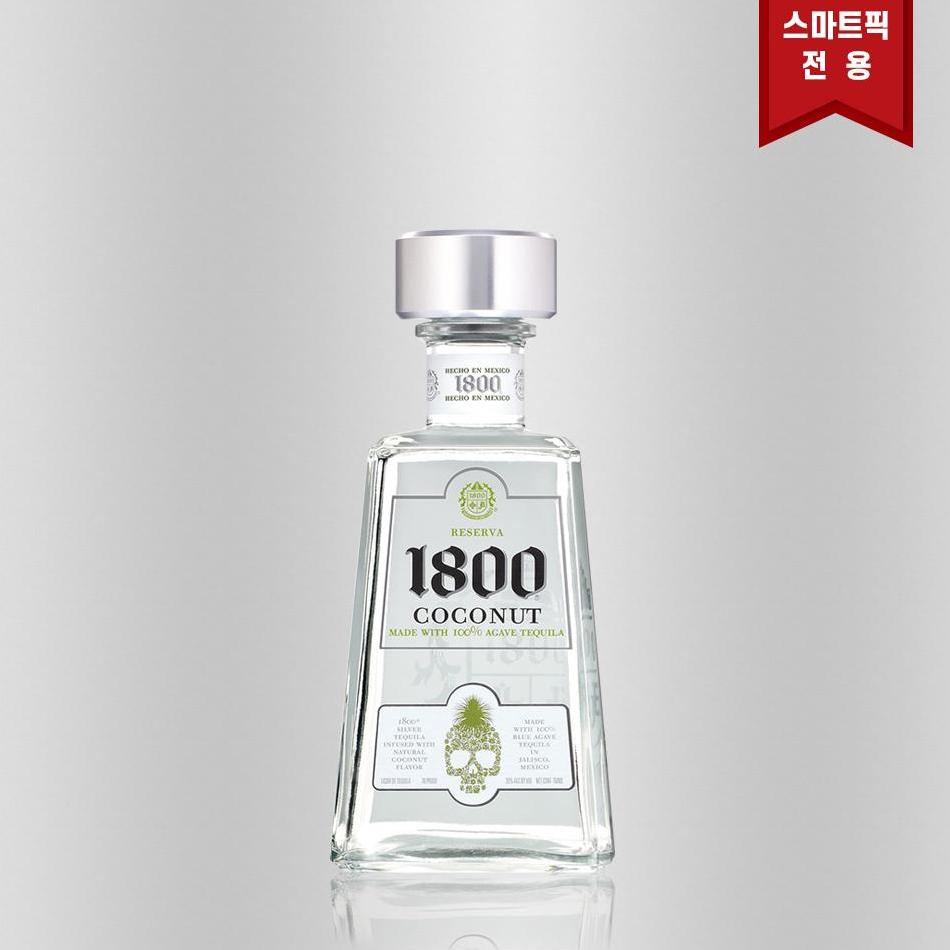 스마트픽
전 용
HECHO EN MEXICO
1800
HECHO EN MEXICO
1800
RESERVA
1800
COCONUT
MADE WITH 100% AGAVE TEQUILA
1800®
SILVER
TEQUILA
INFUSED WITH
NATURAL
COCONUT
FLAVOR
MADE
WITH 100%
BLUE AGAVE
TEQUILA
IN
JALISCO,
MEXICO